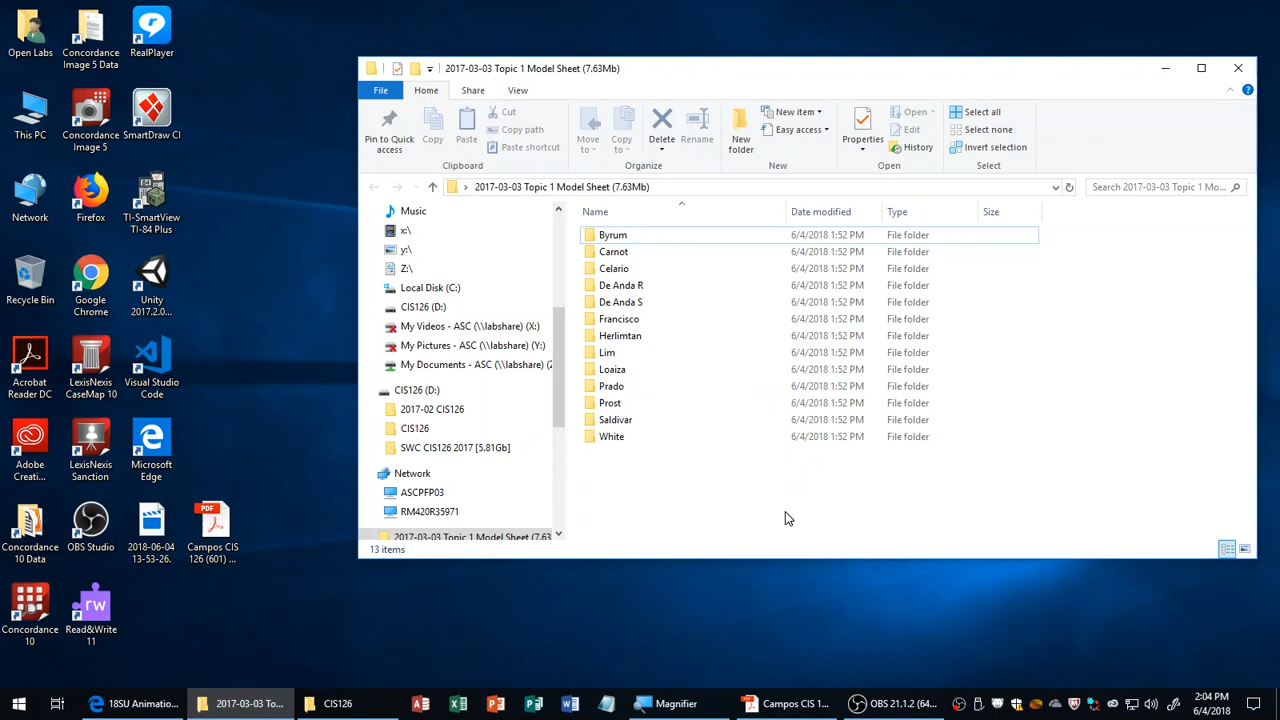 Open Labs
Concordance Image 5 Data
RealPlayer
This PC
Concordance Image 5
SmartDraw CI
Network
Firefox
TI-SmartView TI-84 Plus
Recycle Bin
Google Chrome
Unity 2017.2.0...
Acrobat Reader DC
LexisNexis CaseMap 10
Visual Studio Code
Adobe Creati...
LexisNexis Sanction
Microsoft Edge
Concordance 10 Data
OBS Studio
2018-06-04 13-53-26.
PDF
Campos CIS 126 (601) ...
Concordance 10
rw
Read&Write 11
2017-03-03 Topic 1 Model Sheet (7.63Mb)
File Home Share View
Pin to Quick access
Copy
Paste
Cut
Copy path
Paste shortcut
Clipboard
Move to
Copy to
Delete
Rename
Organize
New folder
New item
Easy access
New
Properties
Open
Edit
History
Open
Select all
Select none
Invert selection
Select
2017-03-03 Topic 1 Model Sheet (7.63Mb)
Search 2017-03-03 Topic 1 Mo...
Music
x:\
y:\
Z:\
Local Disk (C:)
CIS126 (D:)
My Videos - ASC (\\labshare) (X:)
My Pictures - ASC (\\labshare) (Y:)
My Documents - ASC (\\labshare) (Z
CIS126 (D:)
2017-02 CIS126
CIS126
SWC CIS126 2017 [5.81Gb]
Network
ASCPFP03
RM420R35971
2017-03-03 Topic 1 Model Sheet (7.63
Name Date modified Type Size
Byrum 6/4/2018 1:52 PM File folder
Carnot 6/4/2018 1:52 PM File folder
Celario 6/4/2018 1:52 PM File folder
De Anda R 6/4/2018 1:52 PM File folder
De Anda S 6/4/2018 1:52 PM File folder
Francisco 6/4/2018 1:52 PM File folder
Herlimtan 6/4/2018 1:52 PM File folder
Lim 6/4/2018 1:52 PM File folder
Loaiza 6/4/2018 1:52 PM File folder
Prado 6/4/2018 1:52 PM File folder
Prost 6/4/2018 1:52 PM File folder
Saldivar 6/4/2018 1:52 PM File folder
White 6/4/2018 1:52 PM File folder
13 items
18SU Animatio...
2017-03-03 To...
CIS126
Magnifier
Campos CIS 1...
OBS 21.1.2 (64...
2:04 PM
6/4/2018